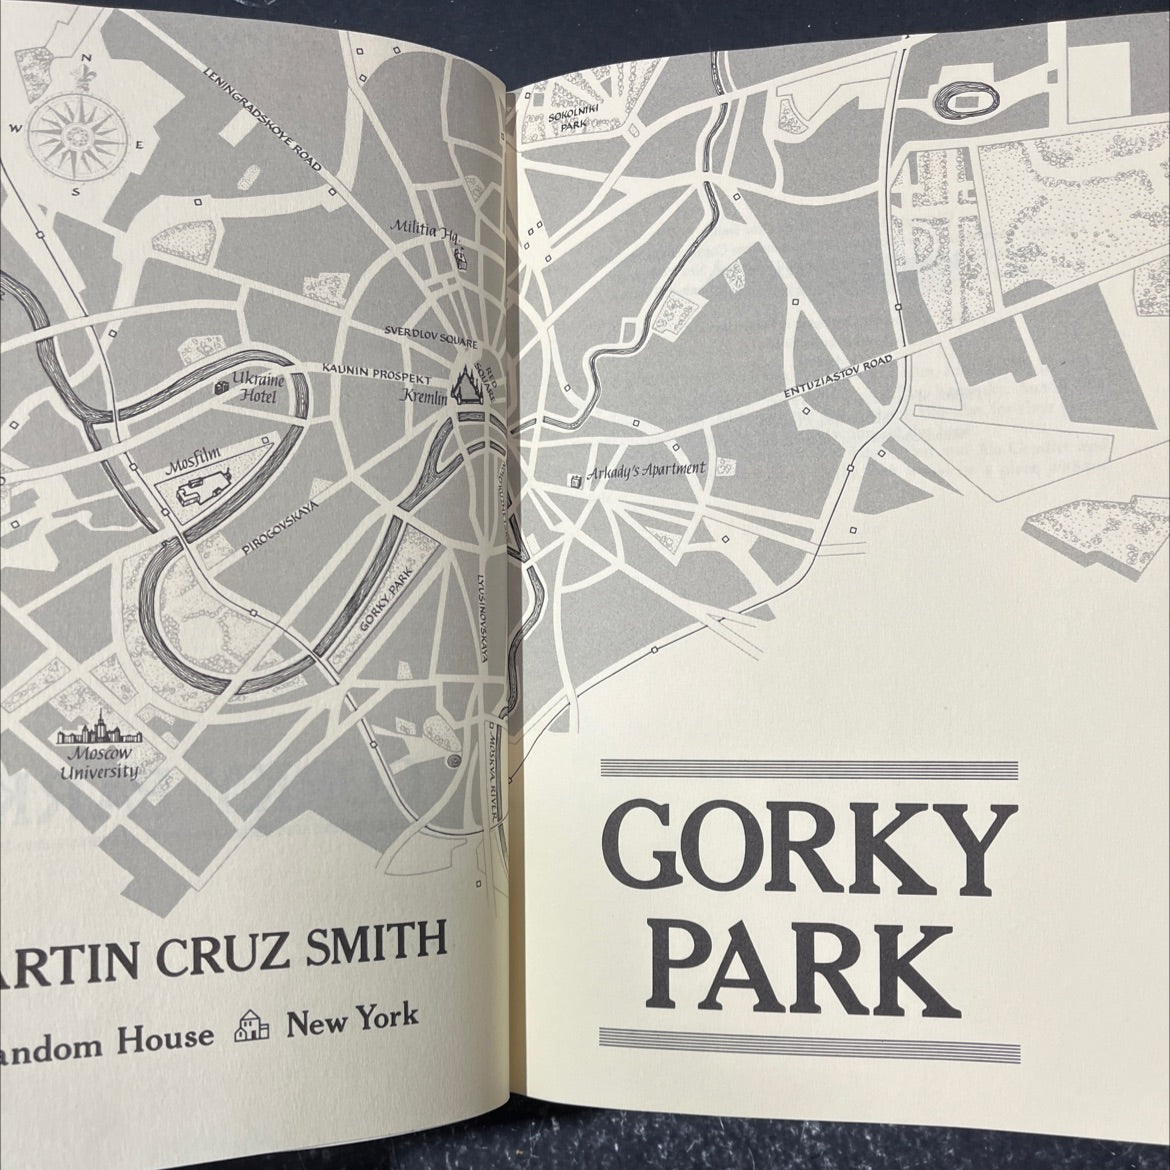 N
W
E
S
LENINGRADSKOYE ROAD
SOKOLNIKI
PARK
Militia Hq.
SVERDLOV SQUARE
RED
SQUARE
KALININ PROSPEKT
Kremlin
Ukraine
Hotel
ENTUZIASTOV ROAD
Mosfilm
Arkady's Apartment
PIROGOVSKAYA
GORKY PARK
LYUSINOVSKAYA
Moscow
University
MOSKVA RIVER
GORKY
PARK
ARTIN CRUZ SMITH
andom House New York